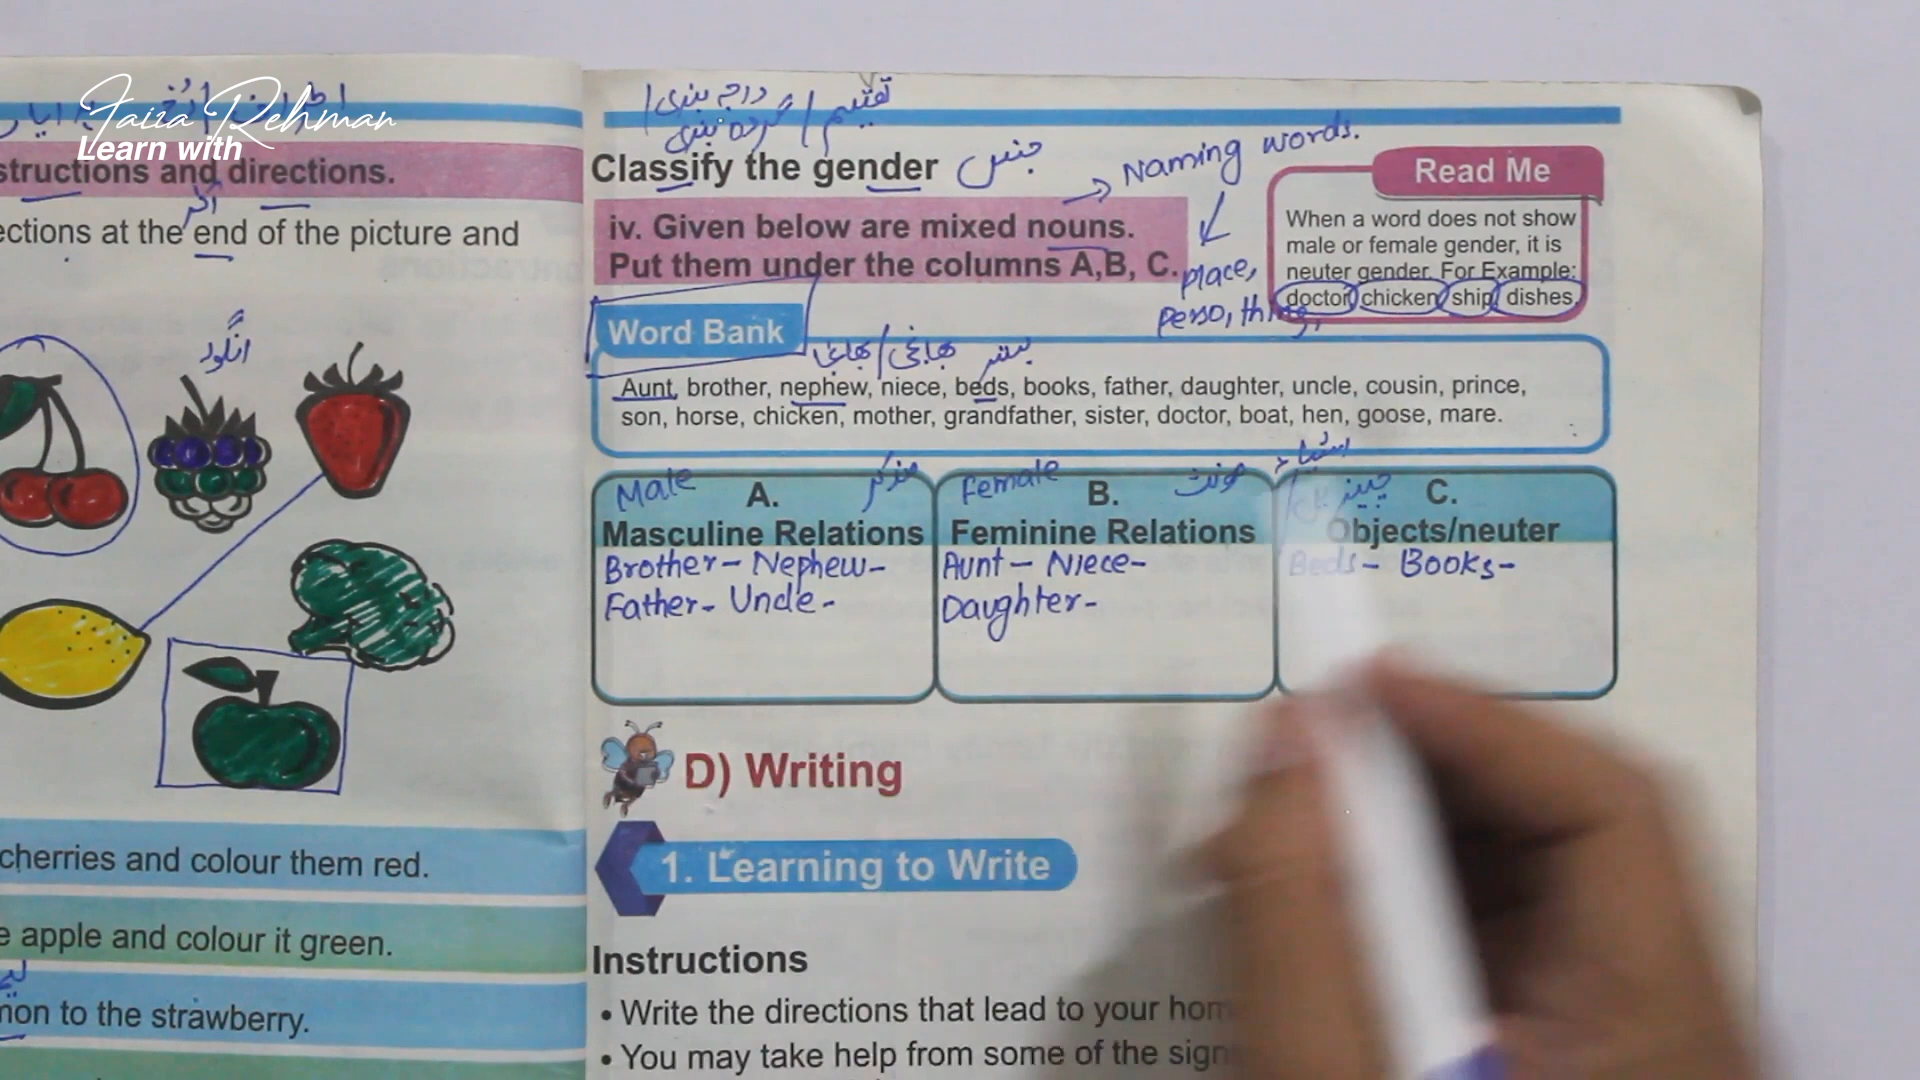 Faiza Rehman
Learn with
structions and directions.
ections at the end of the picture and
انگور
cherries and colour them red.
e apple and colour it green.
mon to the strawberry.
درجہ بندی /
تقسیم / گروہ بندی
Classify the gender جنس
Naming words.
iv. Given below are mixed nouns.
Put them under the columns A,B, C.
place,
perso, thing,
Read Me
When a word does not show
male or female gender, it is
neuter gender. For Example:
doctor chicken ship dishes.
Word Bank
بستر
Aunt, brother, nephew, niece, beds, books, father, daughter, uncle, cousin, prince,
son, horse, chicken, mother, grandfather, sister, doctor, boat, hen, goose, mare.
Male A. مذکر
Masculine Relations
Brother- Nephew-
Father- Uncle-
Female B. مونث
Feminine Relations
Aunt- Niece-
Daughter-
اشیاء
C.
Objects/neuter
Beds- Books-
D) Writing
1. Learning to Write
Instructions
• Write the directions that lead to your hom
• You may take help from some of the sign